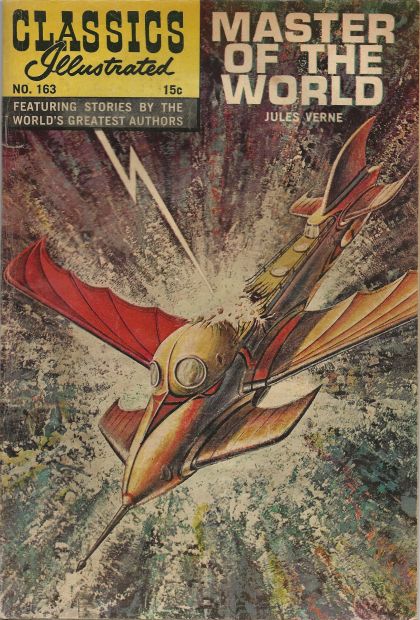 CLASSICS
Illustrated
NO. 163 15¢
FEATURING STORIES BY THE
WORLD'S GREATEST AUTHORS
MASTER
OF THE
WORLD
JULES VERNE